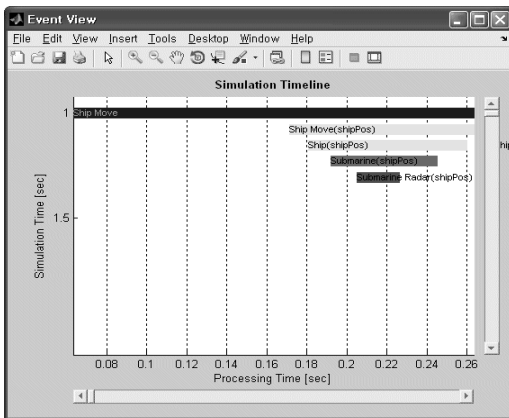 Event View
File Edit View Insert Tools Desktop Window Help
Simulation Timeline
1
Ship Move
Ship Move(shipPos)
Ship(shipPos)
Submarine(shipPos)
Submarine Radar(shipPos)
1.5
Simulation Time [sec]
0.08 0.1 0.12 0.14 0.16 0.18 0.2 0.22 0.24 0.26
Processing Time [sec]